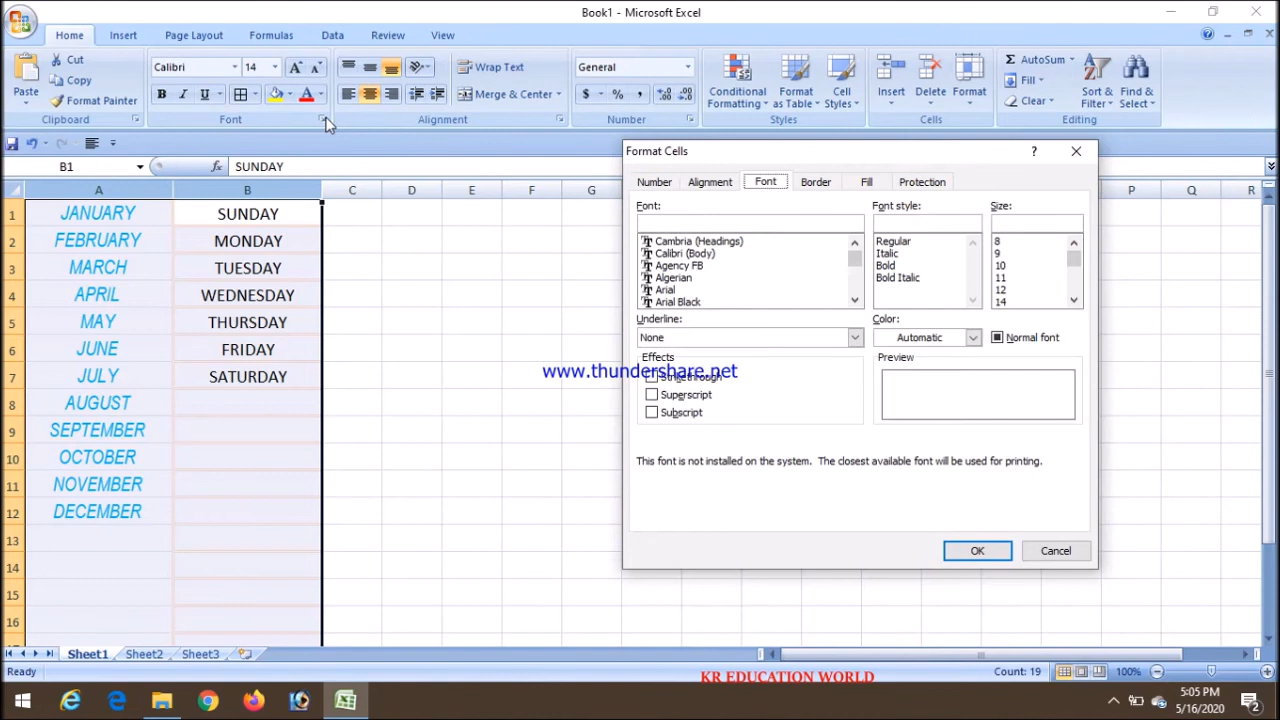 Book1 - Microsoft Excel
Home Insert Page Layout Formulas Data Review View
Paste
Cut
Copy
Format Painter
Clipboard
Calibri 14
B I U
Font
Wrap Text
Merge & Center
Alignment
General
$ % ,
Number
Conditional Formatting
Format as Table
Cell Styles
Styles
Insert Delete Format
Cells
AutoSum
Fill
Clear
Sort & Filter
Find & Select
Editing
B1 fx SUNDAY
A B C D E F G P Q R
1 JANUARY SUNDAY
2 FEBRUARY MONDAY
3 MARCH TUESDAY
4 APRIL WEDNESDAY
5 MAY THURSDAY
6 JUNE FRIDAY
7 JULY SATURDAY
8 AUGUST
9 SEPTEMBER
10 OCTOBER
11 NOVEMBER
12 DECEMBER
13
14
15
16
Format Cells
Number Alignment Font Border Fill Protection
Font: Font style: Size:
Cambria (Headings) Regular 8
Calibri (Body) Italic 9
Agency FB Bold 10
Algerian Bold Italic 11
Arial 12
Arial Black 14
Underline: Color:
None Automatic Normal font
Effects Preview
Strikethrough
www.thundershare.net
Superscript
Subscript
This font is not installed on the system. The closest available font will be used for printing.
OK Cancel
Sheet1 Sheet2 Sheet3
Ready Count: 19 100%
KR EDUCATION WORLD
5:05 PM
5/16/2020
2